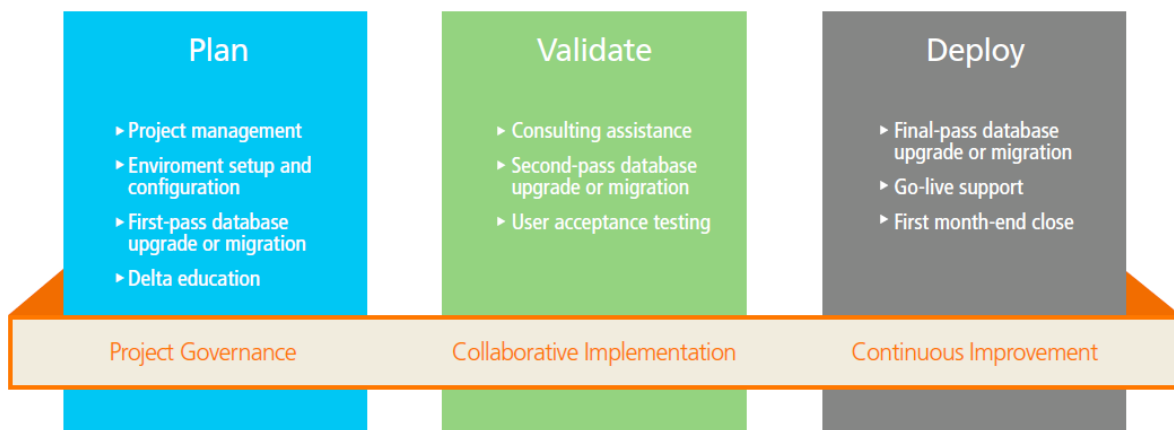 Plan
Project management
Enviroment setup and
configuration
First-pass database
upgrade or migration
Delta education
Project Governance
Validate
Consulting assistance
Second-pass database
upgrade or migration
User acceptance testing
Collaborative Implementation
Deploy
Final-pass database
upgrade or migration
Go-live support
First month-end close
Continuous Improvement